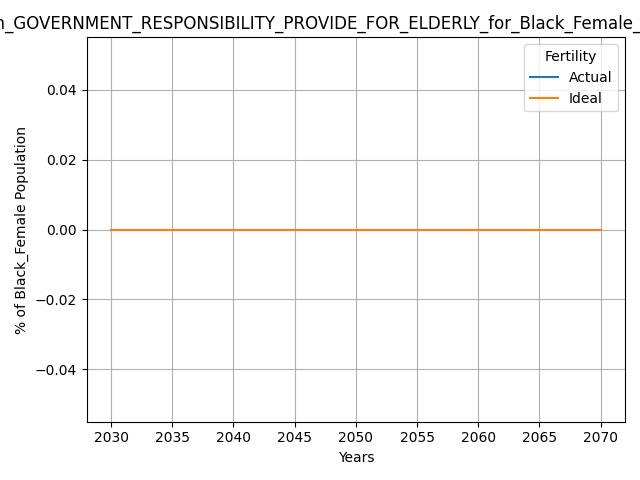 _GOVERNMENT_RESPONSIBILITY_PROVIDE_FOR_ELDERLY_for_Black_Female_
Fertility
Actual
Ideal
% of Black_Female Population
0.04
0.02
0.00
−0.02
−0.04
2030 2035 2040 2045 2050 2055 2060 2065 2070
Years